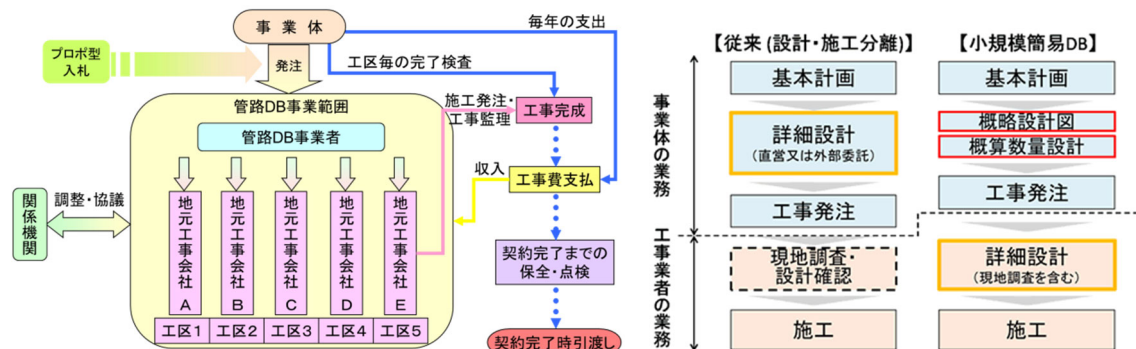 事業体
毎年の支出
プロポ型
入札
発注
工区毎の完了検査
管路DB事業範囲
施工発注・
工事監理
工事完成
管路DB事業者
収入
工事費支払
関係機関
調整・協議
地元工事会社A
地元工事会社B
地元工事会社C
地元工事会社D
地元工事会社E
契約完了までの
保全・点検
工区1
工区2
工区3
工区4
工区5
契約完了時引渡し
【従来(設計・施工分離)】
【小規模簡易DB】
事業体の業務
工事業者の業務
基本計画
詳細設計
(直営又は外部委託)
工事発注
現地調査・
設計確認
施工
基本計画
概略設計図
概算数量設計
工事発注
詳細設計
(現地調査を含む)
施工